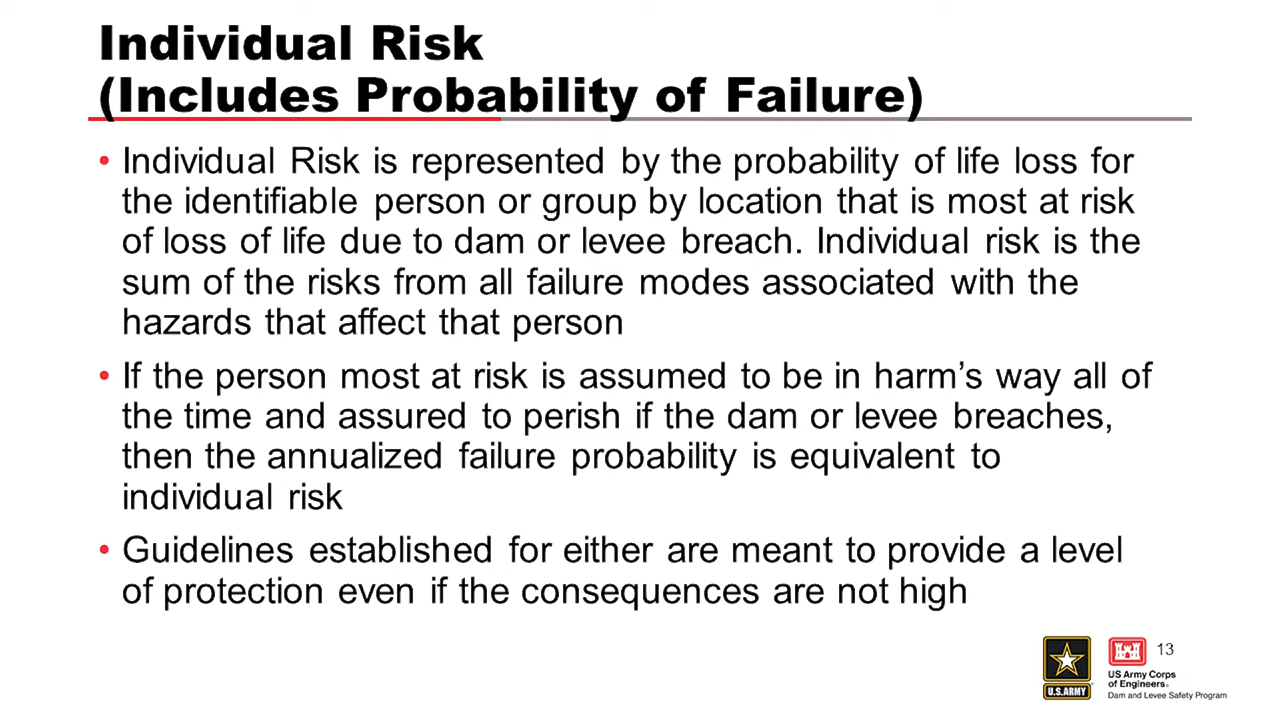 Individual Risk
(Includes Probability of Failure)
• Individual Risk is represented by the probability of life loss for
the identifiable person or group by location that is most at risk
of loss of life due to dam or levee breach. Individual risk is the
sum of the risks from all failure modes associated with the
hazards that affect that person
• If the person most at risk is assumed to be in harm’s way all of
the time and assured to perish if the dam or levee breaches,
then the annualized failure probability is equivalent to
individual risk
• Guidelines established for either are meant to provide a level
of protection even if the consequences are not high
13
U.S.ARMY
US Army Corps
of Engineers®
Dam and Levee Safety Program